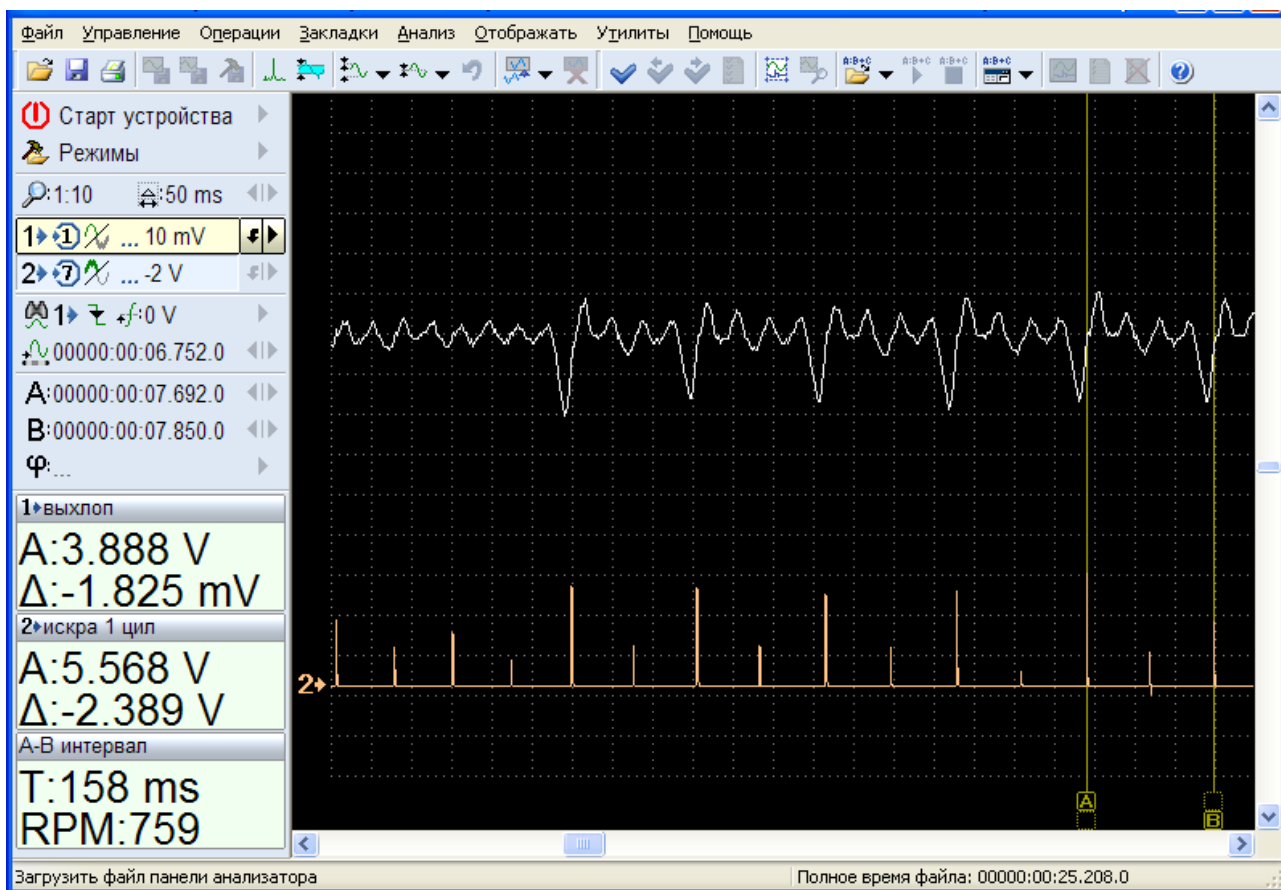 Файл Управление Операции Закладки Анализ Отображать Утилиты Помощь
A:B+C A:B+C A:B+C A:B+C
Старт устройства
Режимы
:1:10 :50 ms
1 1 ... 10 mV
2 7 ... -2 V
1 f:0 V
:00000:00:06.752.0
A:00000:00:07.692.0
B:00000:00:07.850.0
φ:...
1 выхлоп
A:3.888 V
Δ:-1.825 mV
2 искра 1 цил
A:5.568 V
Δ:-2.389 V
A-B интервал
T:158 ms
RPM:759
2
A
B
Загрузить файл панели анализатора Полное время файла: 00000:00:25.208.0